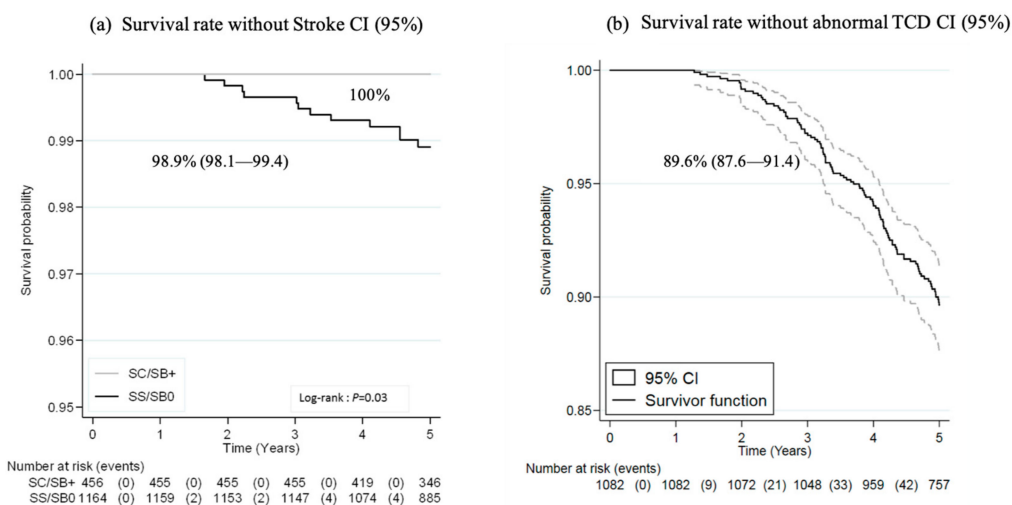 (a) Survival rate without Stroke CI (95%)
1.00
0.99
0.98
0.97
0.96
0.95
Survival probability
100%
98.9% (98.1—99.4)
SC/SB+
SS/SB0
Log-rank : P=0.03
0 1 2 3 4 5
Time (Years)
Number at risk (events)
SC/SB+ 456 (0) 455 (0) 455 (0) 455 (0) 419 (0) 346
SS/SB0 1164 (0) 1159 (2) 1153 (2) 1147 (4) 1074 (4) 885
(b) Survival rate without abnormal TCD CI (95%)
1.00
0.95
0.90
0.85
Survival probability
89.6% (87.6—91.4)
95% CI
Survivor function
0 1 2 3 4 5
Time (Years)
Number at risk (events)
1082 (0) 1082 (9) 1072 (21) 1048 (33) 959 (42) 757